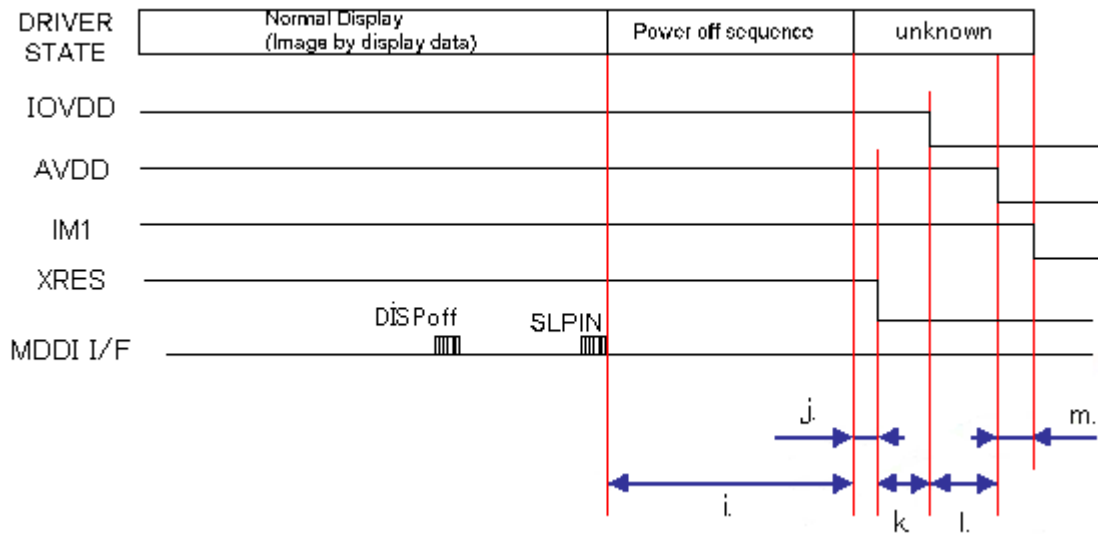 DRIVER STATE
Normal Display
(Image by display data)
Power off sequence
unknown
IOVDD
AVDD
IM1
XRES
DISPoff
SLPIN
MDDI I/F
j.
m.
i.
k.
l.